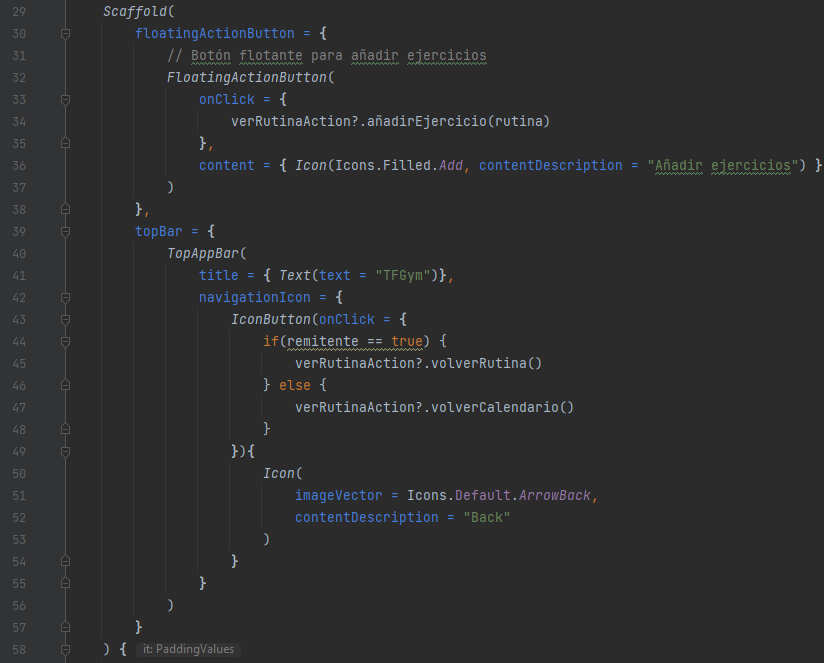 29 Scaffold(
30 floatingActionButton = {
31 // Botón flotante para añadir ejercicios
32 FloatingActionButton(
33 onClick = {
34 verRutinaAction?.añadirEjercicio(rutina)
35 },
36 content = { Icon(Icons.Filled.Add, contentDescription = "Añadir ejercicios") }
37 )
38 },
39 topBar = {
40 TopAppBar(
41 title = { Text(text = "TFGym")},
42 navigationIcon = {
43 IconButton(onClick = {
44 if(remitente == true) {
45 verRutinaAction?.volverRutina()
46 } else {
47 verRutinaAction?.volverCalendario()
48 }
49 }){
50 Icon(
51 imageVector = Icons.Default.ArrowBack,
52 contentDescription = "Back"
53 )
54 }
55 }
56 )
57 }
58 ) { it: PaddingValues